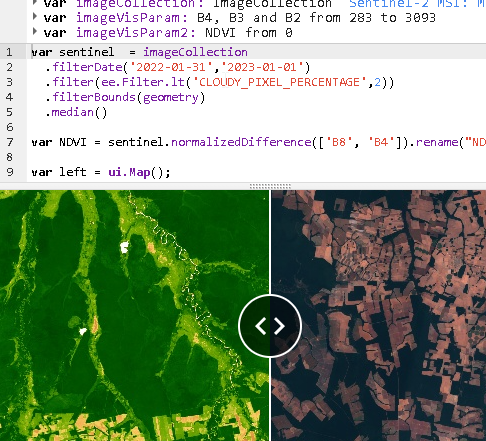 var imageCollection: ImageCollection "Sentinel-2 MSI: M
var imageVisParam: B4, B3 and B2 from 283 to 3093
var imageVisParam2: NDVI from 0
1 var sentinel = imageCollection
2 .filterDate('2022-01-31','2023-01-01')
3 .filter(ee.Filter.lt('CLOUDY_PIXEL_PERCENTAGE',2))
4 .filterBounds(geometry)
5 .median()
6
7 var NDVI = sentinel.normalizedDifference(['B8', 'B4']).rename("ND
8
9 var left = ui.Map();